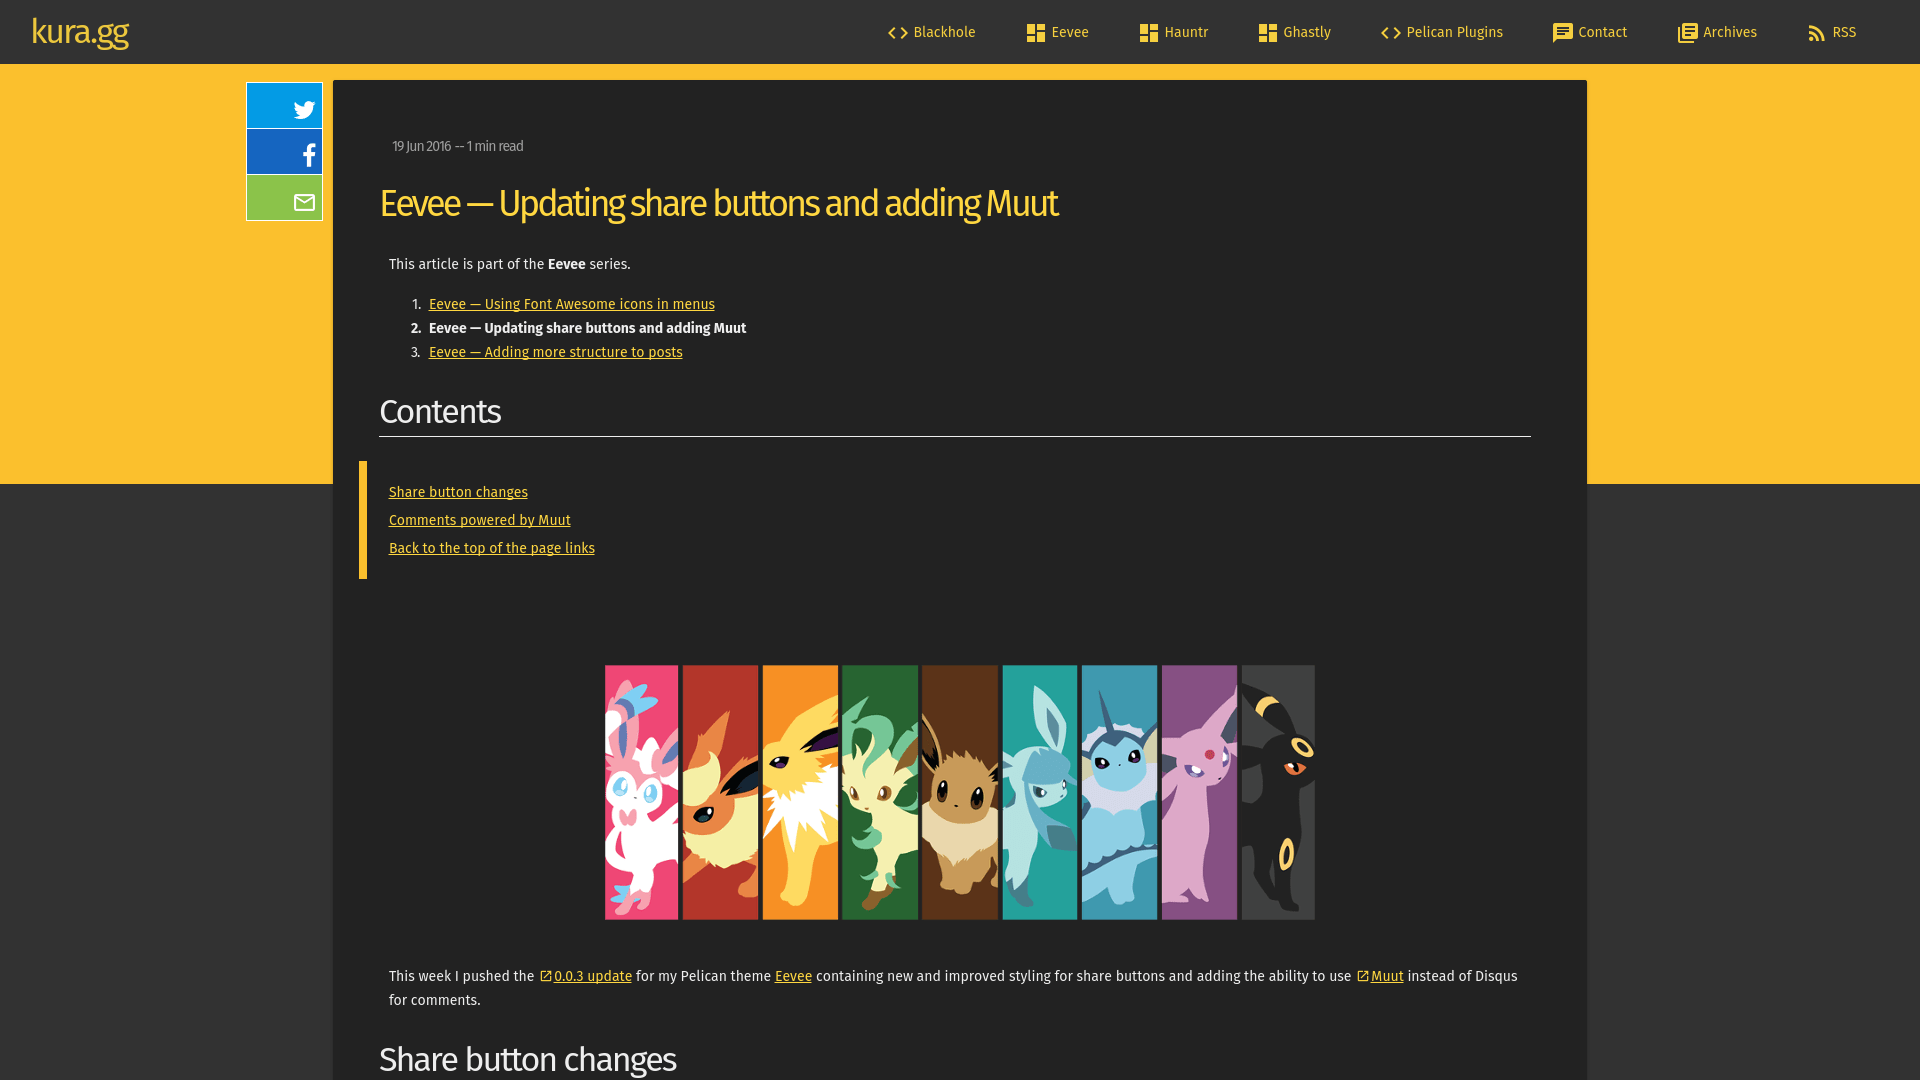 kura.gg
Blackhole
Eevee
Hauntr
Ghastly
Pelican Plugins
Contact
Archives
RSS
19 Jun 2016 -- 1 min read
Eevee — Updating share buttons and adding Muut
This article is part of the Eevee series.
1. Eevee — Using Font Awesome icons in menus
2. Eevee — Updating share buttons and adding Muut
3. Eevee — Adding more structure to posts
Contents
Share button changes
Comments powered by Muut
Back to the top of the page links
This week I pushed the 0.0.3 update for my Pelican theme Eevee containing new and improved styling for share buttons and adding the ability to use Muut instead of Disqus
for comments.
Share button changes